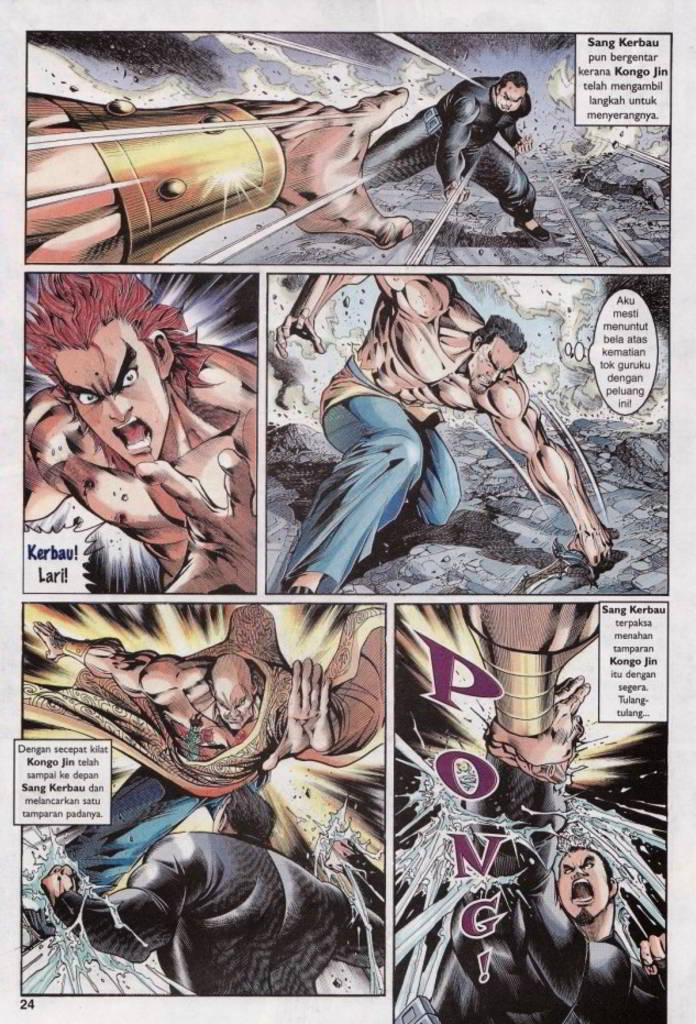 Sang Kerbau
pun bergentar
kerana Kongo Jin
telah mengambil
langkah untuk
menyerangnya.
Kerbau!
Lari!
Aku
mesti
menuntut
bela atas
kematian
tok guruku
dengan
peluang
ini!
Dengan secepat kilat
Kongo Jin telah
sampai ke depan
Sang Kerbau dan
melancarkan satu
tamparan padanya.
Sang Kerbau
terpaksa
menahan
tamparan
Kongo Jin
itu dengan
segera.
Tulang-
tulang...
PONG!
24